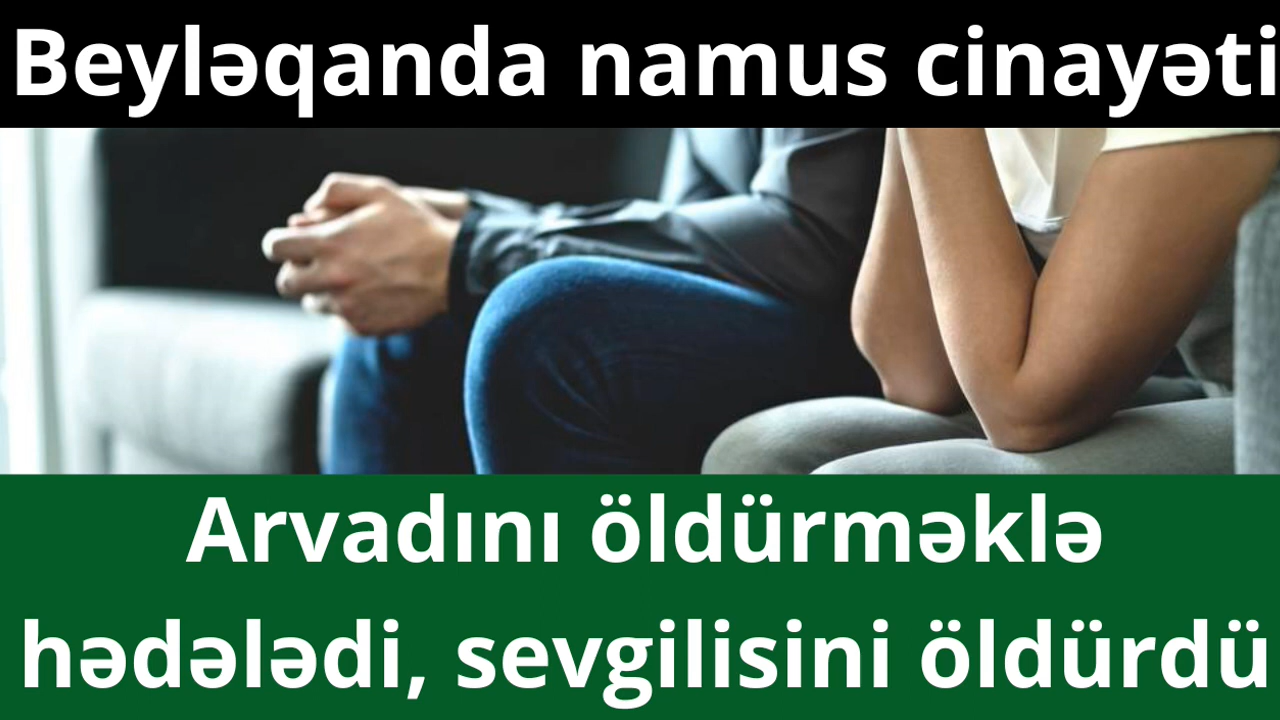 Beyləqanda namus cinayəti
Arvadını öldürməklə
hədələdi, sevgilisini öldürdü